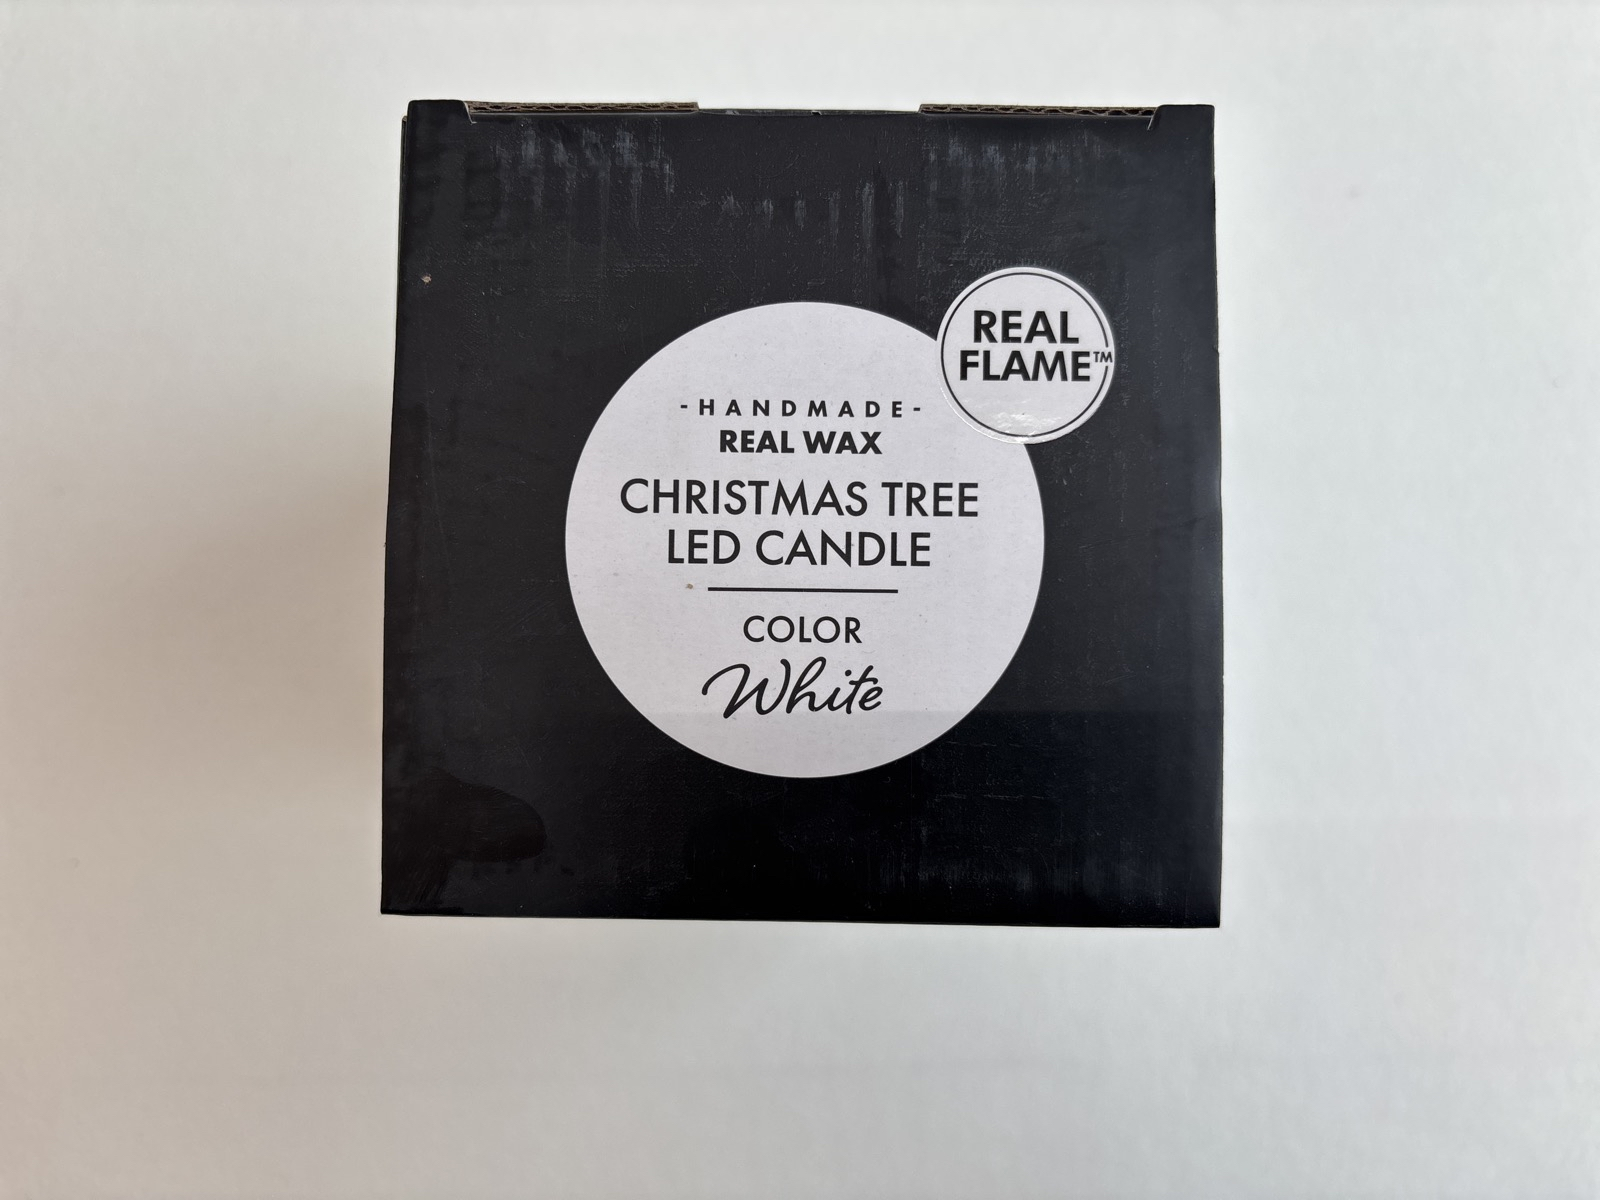 REAL
FLAME™
-HANDMADE-
REAL WAX
CHRISTMAS TREE
LED CANDLE
COLOR
White